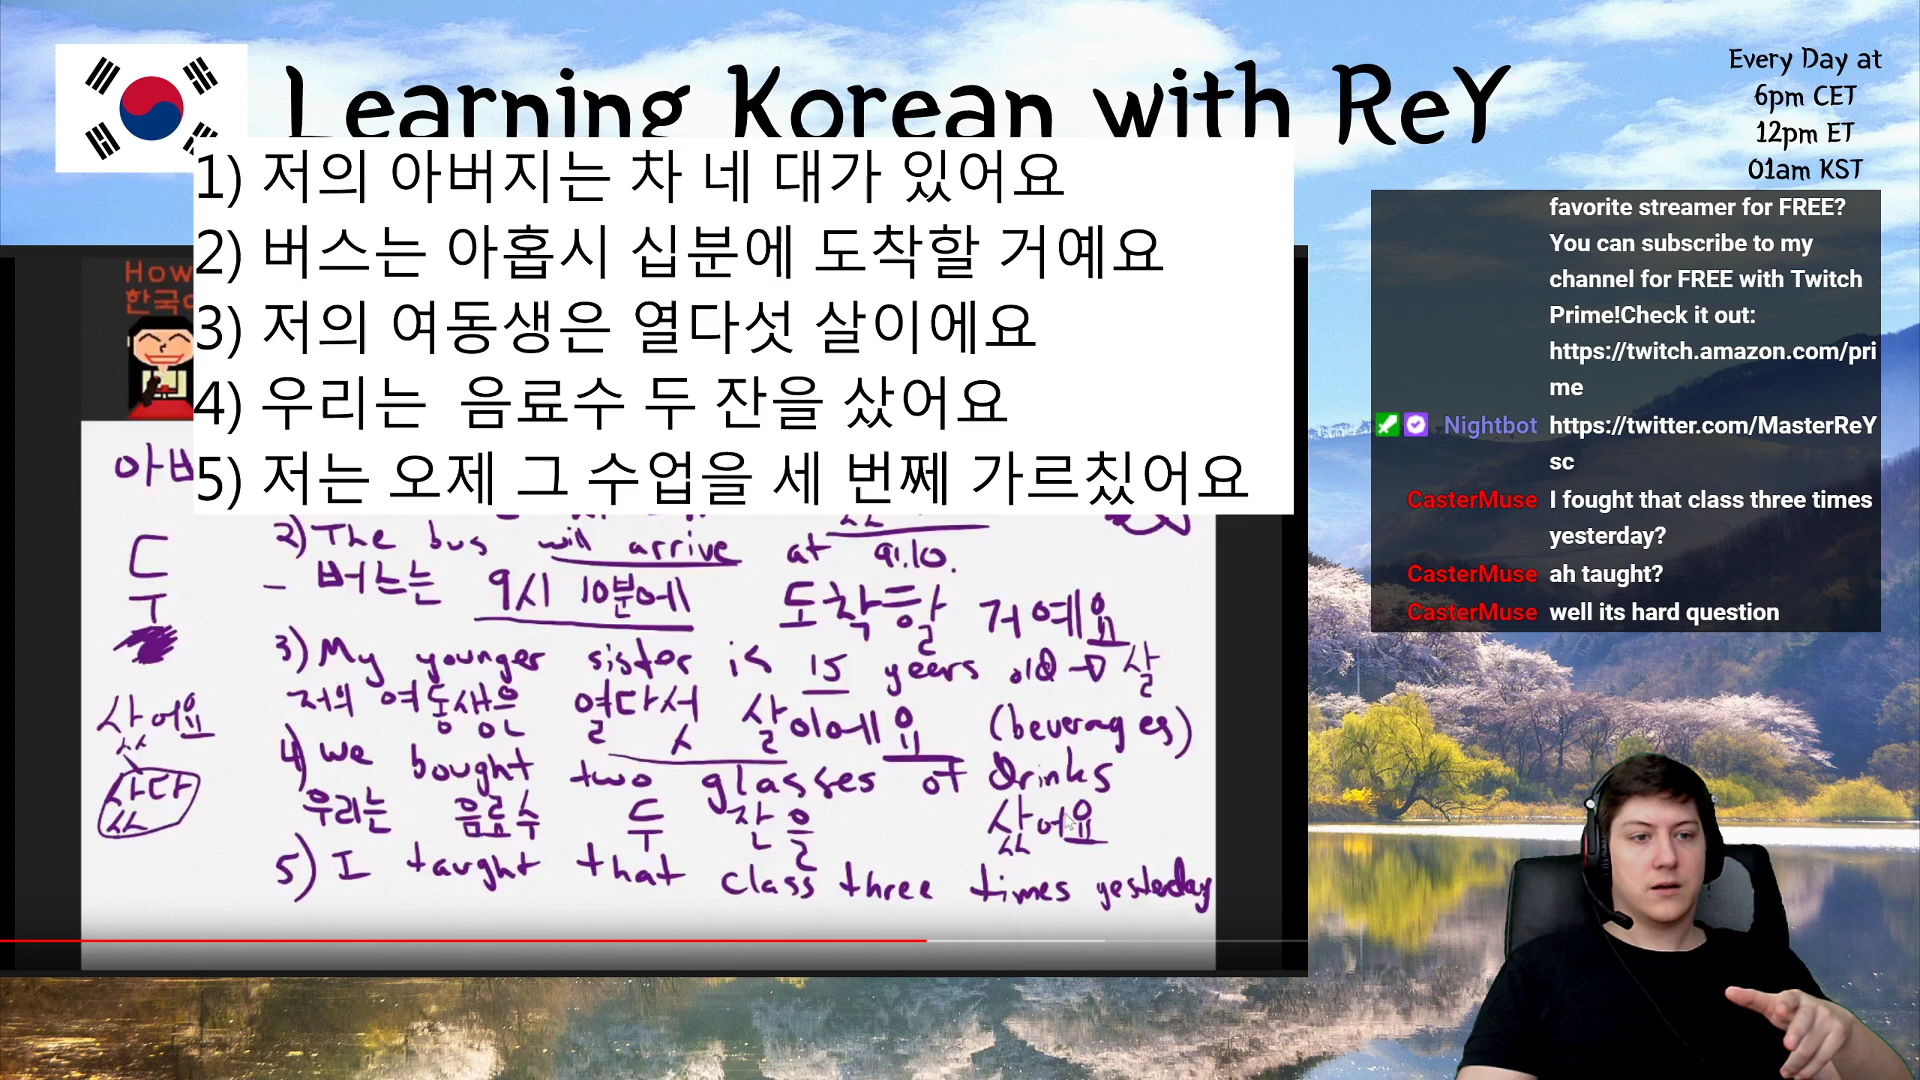 Learning Korean with ReY
Every Day at
6pm CET
12pm ET
01am KST
1) 저의 아버지는 차 네 대가 있어요
2) 버스는 아홉시 십분에 도착할 거예요
3) 저의 여동생은 열다섯 살이에요
4) 우리는 음료수 두 잔을 샀어요
5) 저는 오제 그 수업을 세 번쩨 가르칬어요
favorite streamer for FREE?
You can subscribe to my
channel for FREE with Twitch
Prime!Check it out:
https://twitch.amazon.com/pri
me
Nightbot https://twitter.com/MasterReY
sc
CasterMuse I fought that class three times
yesterday?
CasterMuse ah taught?
CasterMuse well its hard question
How
한국
아버
2) The bus will arrive at 9:10.
- 버스는 9시 10분에 도착할 거예요
두
3) My younger sister is 15 years old → 살
저의 여동생은 열다섯 살이에요
(beverages)
샀어요
4) we bought two glasses of Drinks
우리는 음료수 두 잔을 샀어요
샀다
5) I taught that class three times yesterday